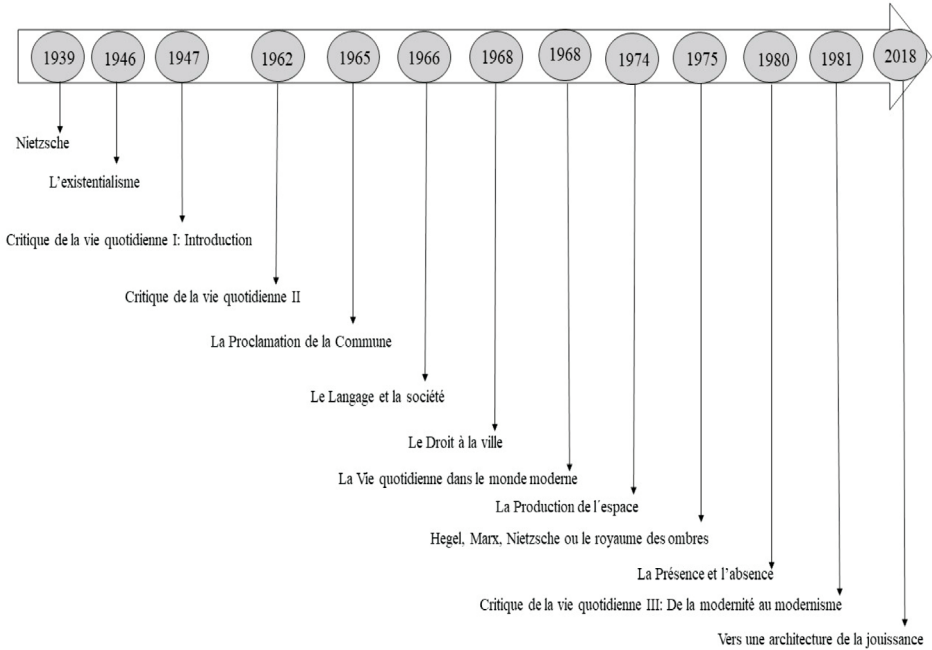 1939 1946 1947 1962 1965 1966 1968 1968 1974 1975 1980 1981 2018
Nietzsche
L’existentialisme
Critique de la vie quotidienne I: Introduction
Critique de la vie quotidienne II
La Proclamation de la Commune
Le Langage et la société
Le Droit à la ville
La Vie quotidienne dans le monde moderne
La Production de l´espace
Hegel, Marx, Nietzsche ou le royaume des ombres
La Présence et l’absence
Critique de la vie quotidienne III: De la modernité au modernisme
Vers une architecture de la jouissance